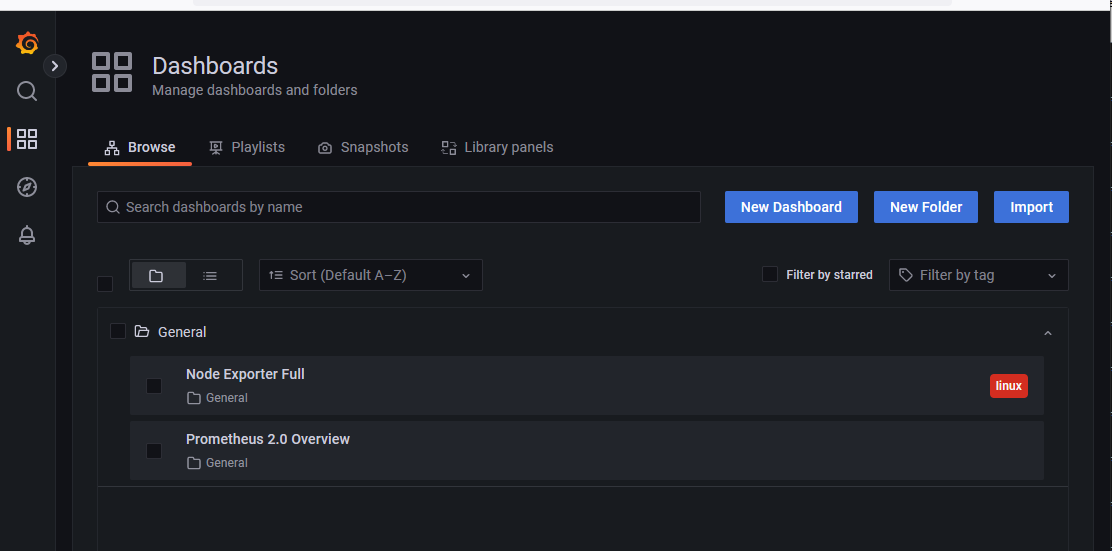 Dashboards
Manage dashboards and folders
Browse
Playlists
Snapshots
Library panels
Search dashboards by name
New Dashboard
New Folder
Import
Sort (Default A–Z)
Filter by starred
Filter by tag
General
Node Exporter Full
General
linux
Prometheus 2.0 Overview
General